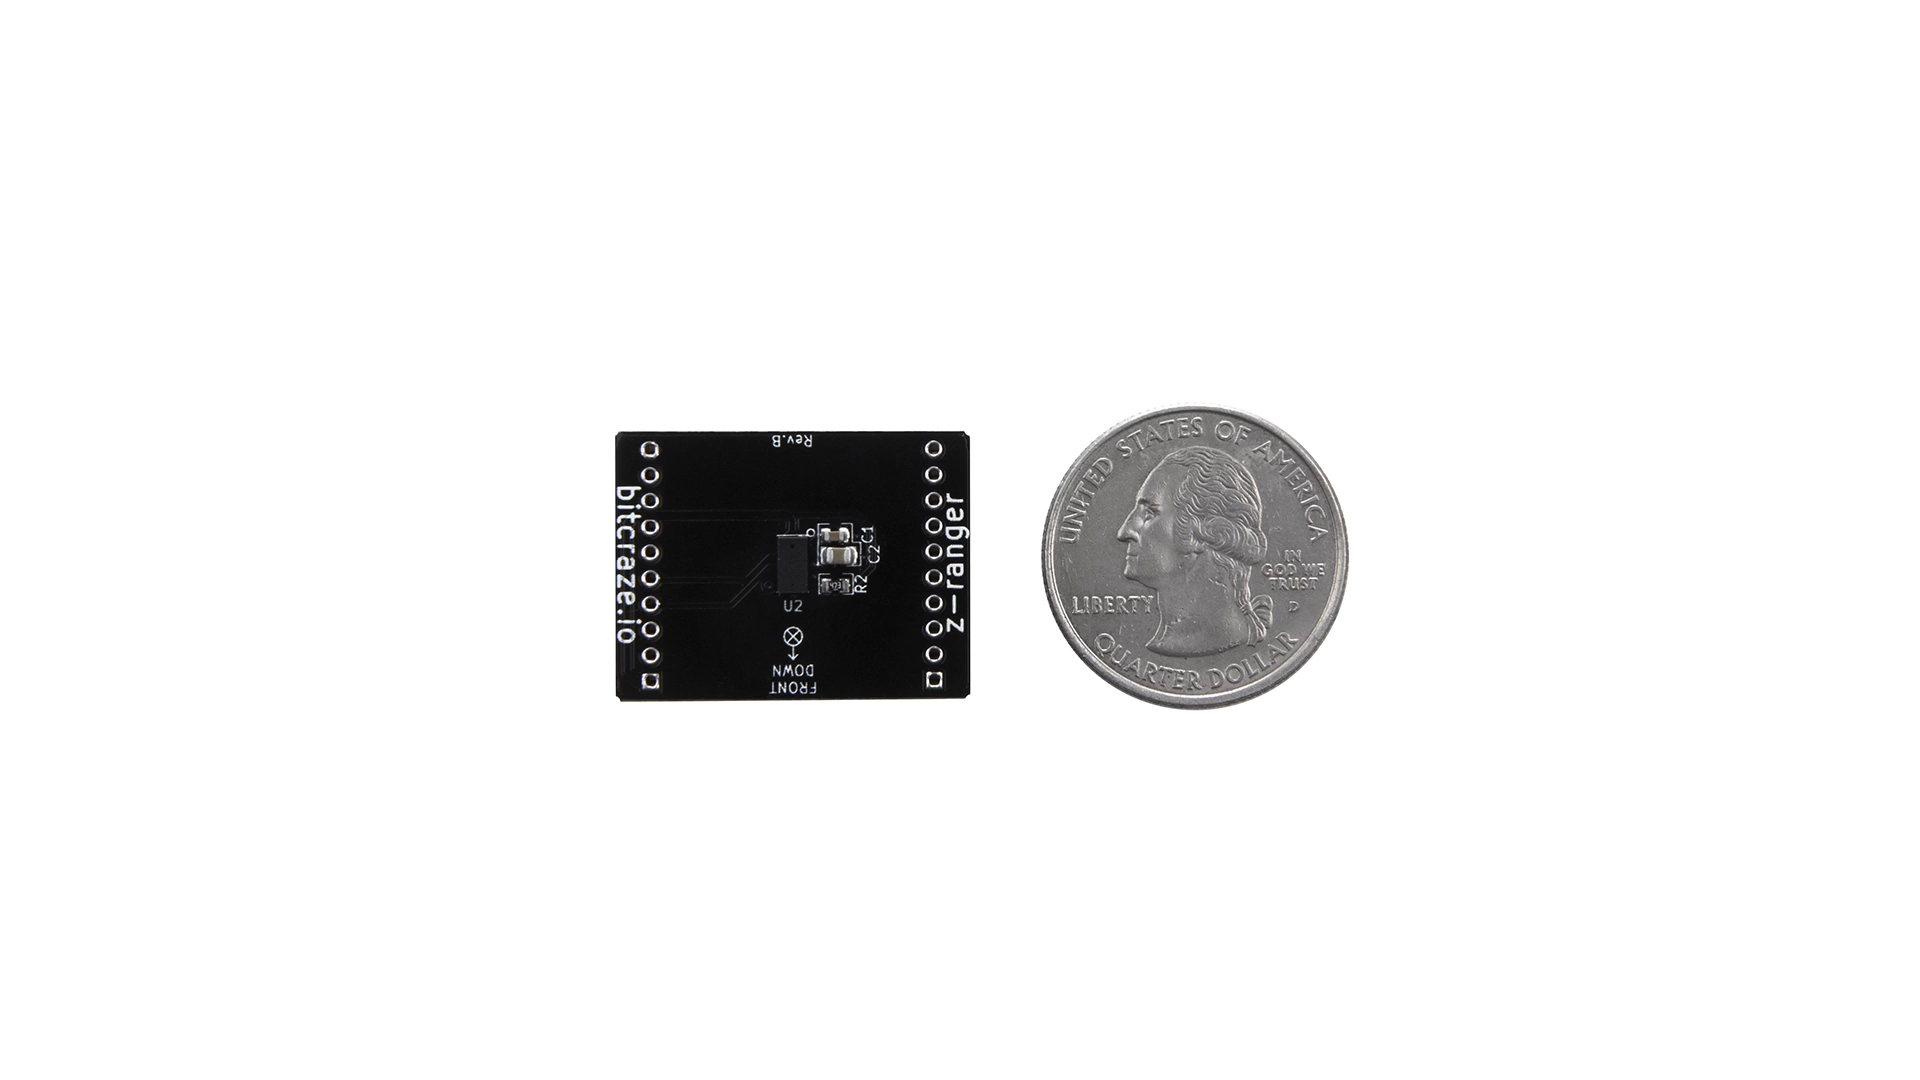 Rev.B
bitcraze.io
z-ranger
C1
C2
R2
U2
DOWN
FRONT
UNITED STATES OF AMERICA
IN
GOD WE
TRUST
LIBERTY
D
QUARTER DOLLAR